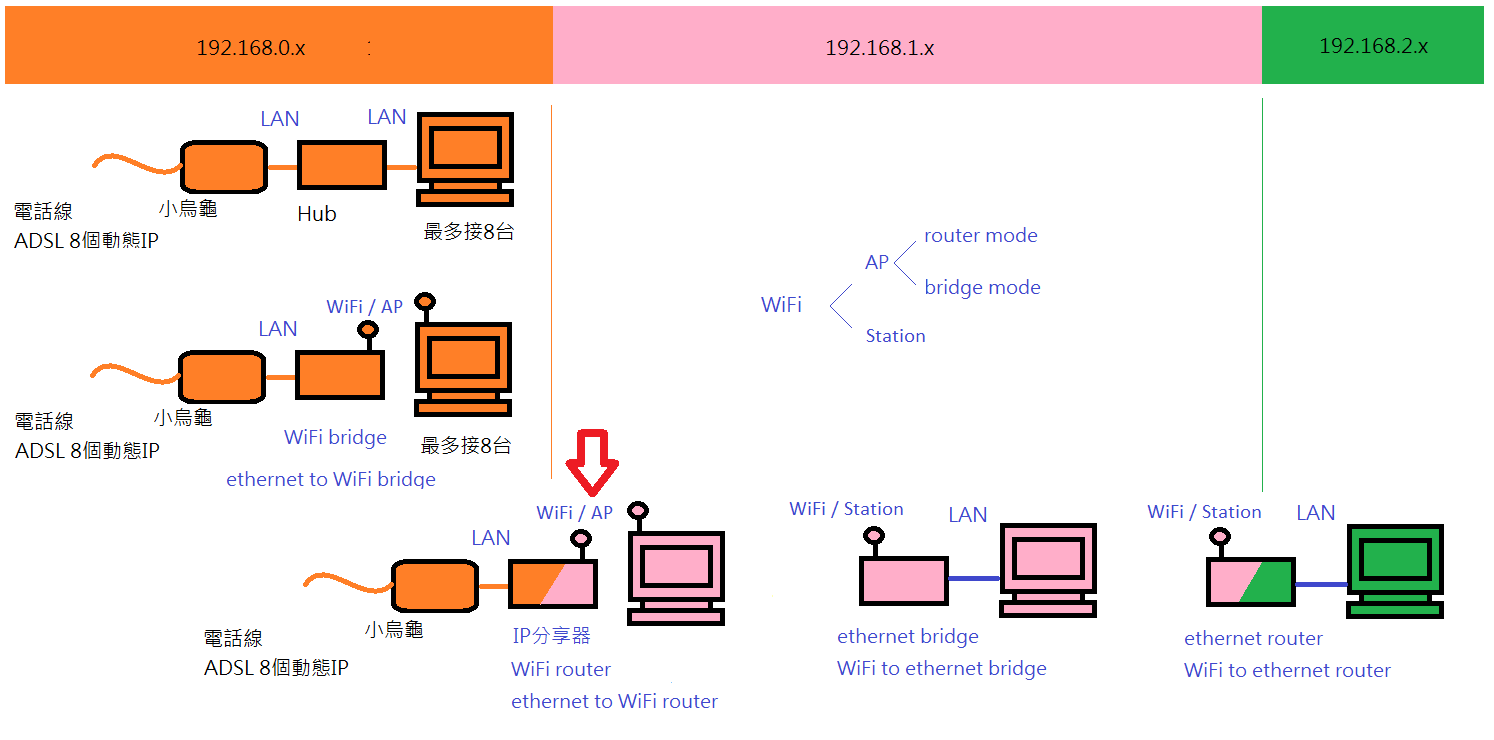 192.168.0.x :
192.168.1.x
192.168.2.x
LAN
LAN
電話線
ADSL 8個動態IP
小烏龜
Hub
最多接8台
WiFi
AP
router mode
bridge mode
Station
WiFi / AP
LAN
電話線
ADSL 8個動態IP
小烏龜
WiFi bridge
ethernet to WiFi bridge
最多接8台
WiFi / AP
LAN
電話線
ADSL 8個動態IP
小烏龜
IP分享器
WiFi router
ethernet to WiFi router
WiFi / Station
LAN
ethernet bridge
WiFi to ethernet bridge
WiFi / Station
LAN
ethernet router
WiFi to ethernet router